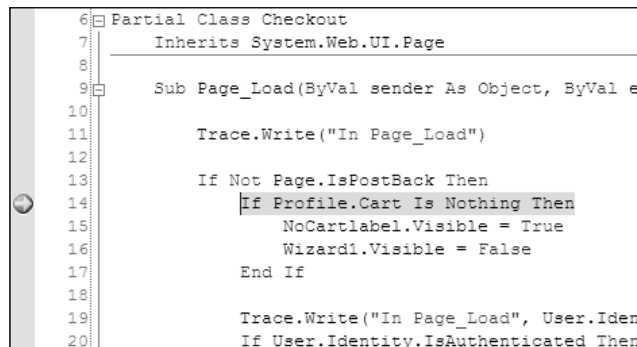 6 Partial Class Checkout
7 Inherits System.Web.UI.Page
8
9 Sub Page_Load(ByVal sender As Object, ByVal e
10
11 Trace.Write("In Page_Load")
12
13 If Not Page.IsPostBack Then
14 If Profile.Cart Is Nothing Then
15 NoCartlabel.Visible = True
16 Wizard1.Visible = False
17 End If
18
19 Trace.Write("In Page_Load", User.Iden
20 If User.Identity.IsAuthenticated Then